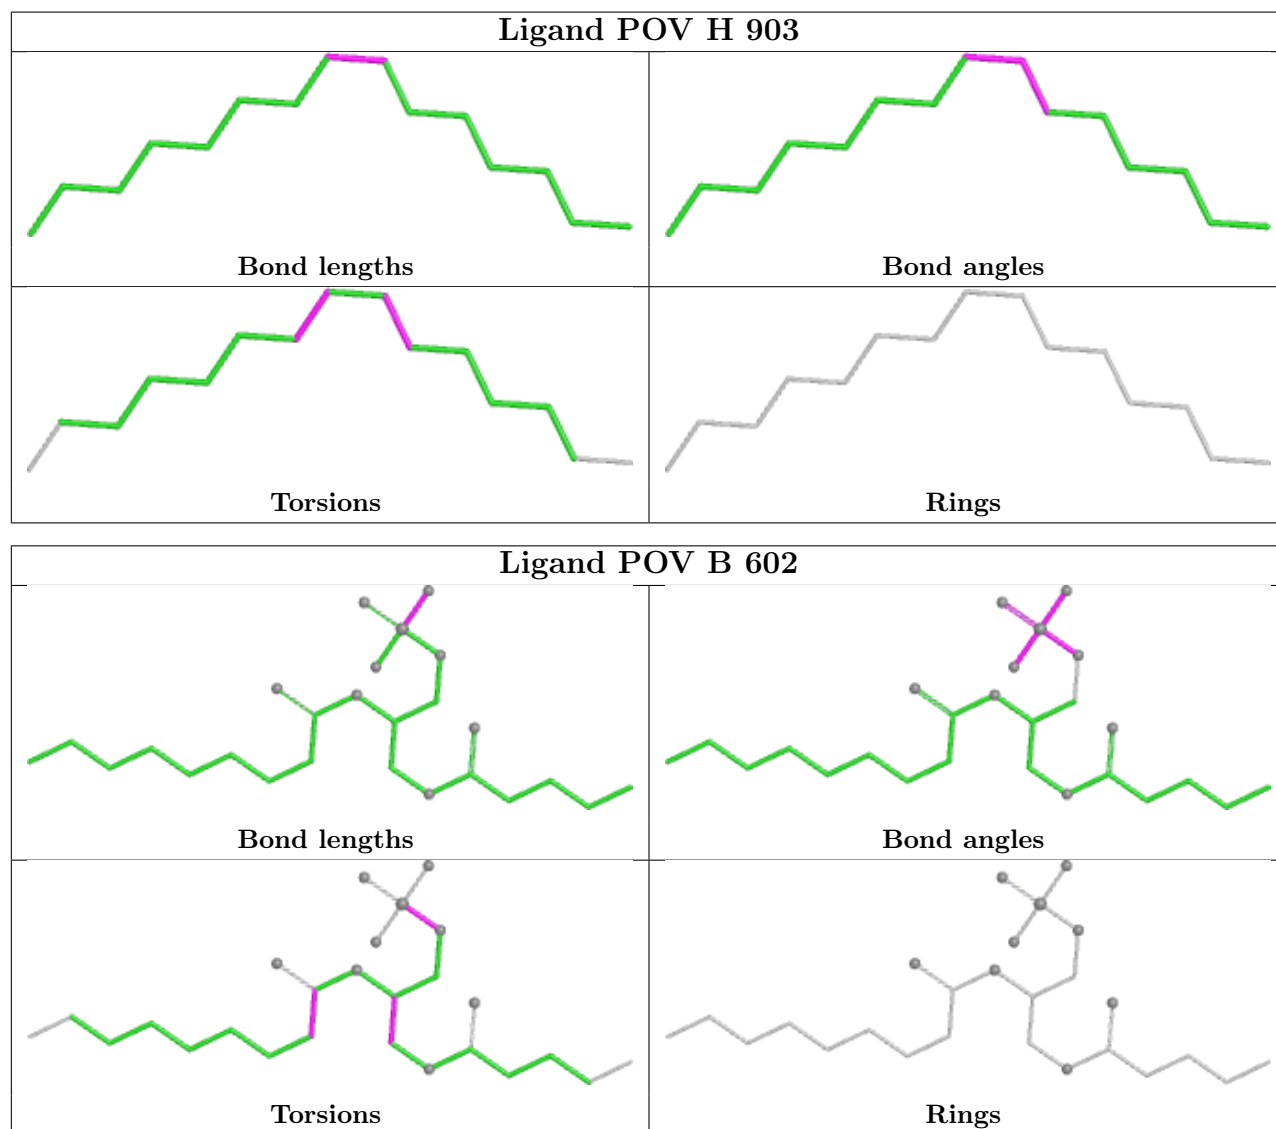 Ligand POV H 903
Bond lengths
Bond angles
Torsions
Rings
Ligand POV B 602
Bond lengths
Bond angles
Torsions
Rings